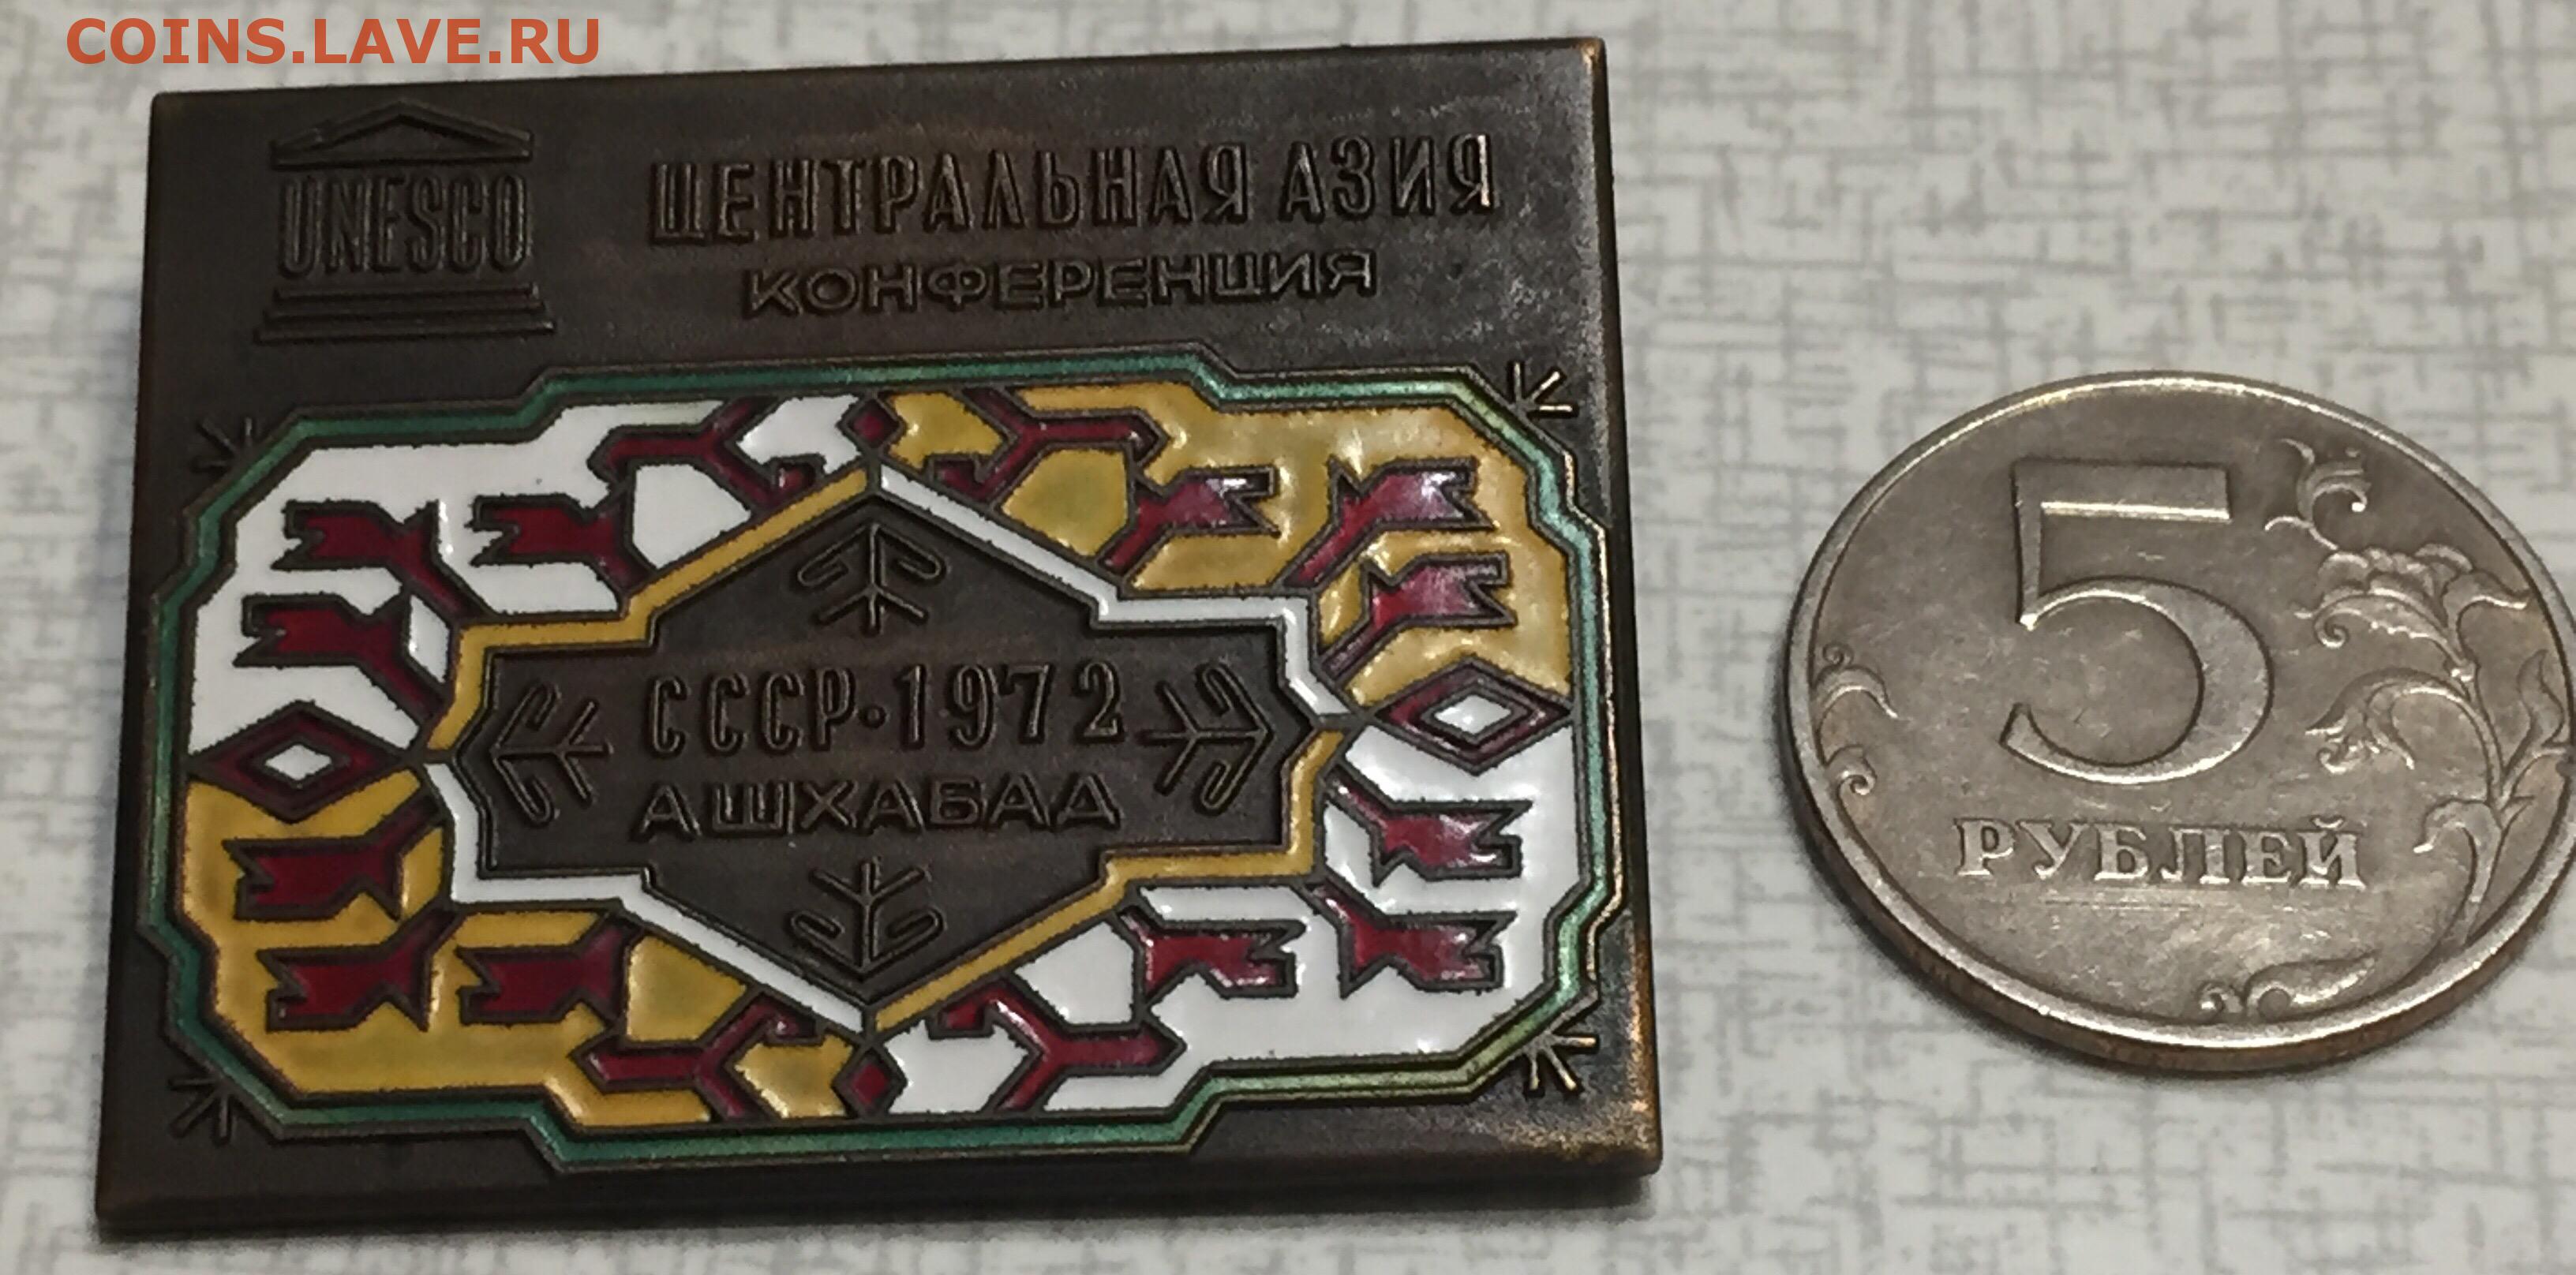 COINS.LAVE.RU
UNESCO
ЦЕНТРАЛЬНАЯ АЗИЯ
КОНФЕРЕНЦИЯ
СССР·1972
АШХАБАД
5
РУБЛЕЙ